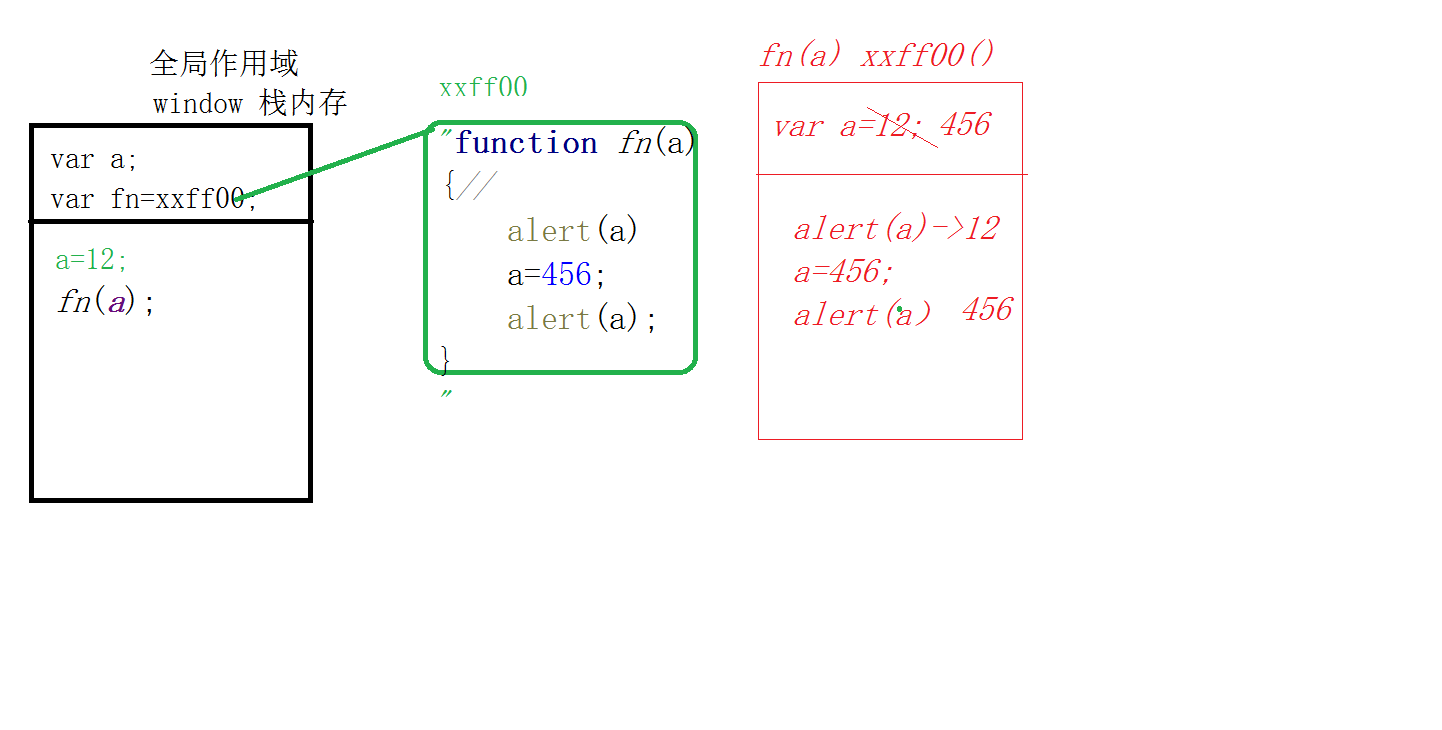 全局作用域
window 栈内存
var a;
var fn=xxff00;
a=12;
fn(a);
xxff00
"function fn(a)
{//
alert(a)
a=456;
alert(a);
}
"
fn(a) xxff00()
var a=12; 456
alert(a)->12
a=456;
alert(a) 456